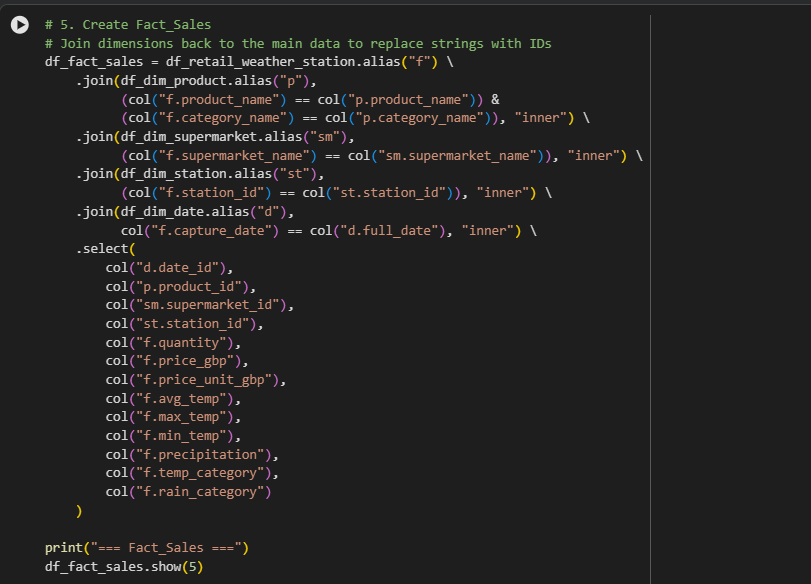 # 5. Create Fact_Sales
# Join dimensions back to the main data to replace strings with IDs
df_fact_sales = df_retail_weather_station.alias("f") \
    .join(df_dim_product.alias("p"),
          (col("f.product_name") == col("p.product_name")) &
          (col("f.category_name") == col("p.category_name")), "inner") \
    .join(df_dim_supermarket.alias("sm"),
          (col("f.supermarket_name") == col("sm.supermarket_name")), "inner") \
    .join(df_dim_station.alias("st"),
          (col("f.station_id") == col("st.station_id")), "inner") \
    .join(df_dim_date.alias("d"),
          col("f.capture_date") == col("d.full_date"), "inner") \
    .select(
        col("d.date_id"),
        col("p.product_id"),
        col("sm.supermarket_id"),
        col("st.station_id"),
        col("f.quantity"),
        col("f.price_gbp"),
        col("f.price_unit_gbp"),
        col("f.avg_temp"),
        col("f.max_temp"),
        col("f.min_temp"),
        col("f.precipitation"),
        col("f.temp_category"),
        col("f.rain_category")
    )

print("=== Fact_Sales ===")
df_fact_sales.show(5)